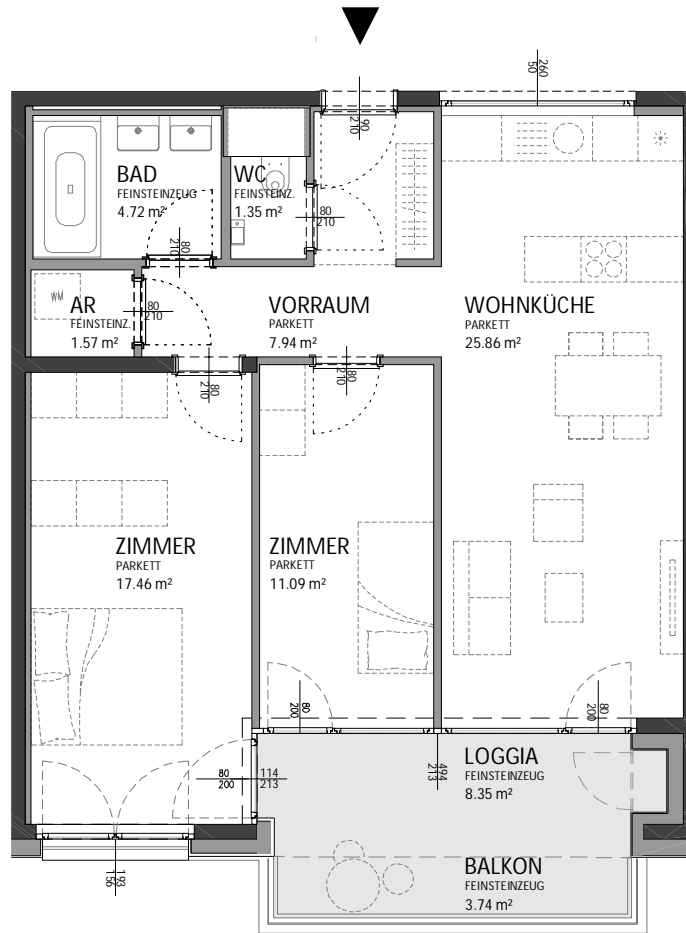 260
50
90
210
BAD
FEINSTEINZEUG
4.72 m²
WC
FEINSTEINZ.
1.35 m²
80
210
80
210
WM
AR
FEINSTEINZ.
1.57 m²
80
210
VORRAUM
PARKETT
7.94 m²
WOHNKÜCHE
PARKETT
25.86 m²
80
210
80
210
ZIMMER
PARKETT
17.46 m²
ZIMMER
PARKETT
11.09 m²
80
200
80
200
80
200
114
213
494
213
LOGGIA
FEINSTEINZEUG
8.35 m²
BALKON
FEINSTEINZEUG
3.74 m²
193
156